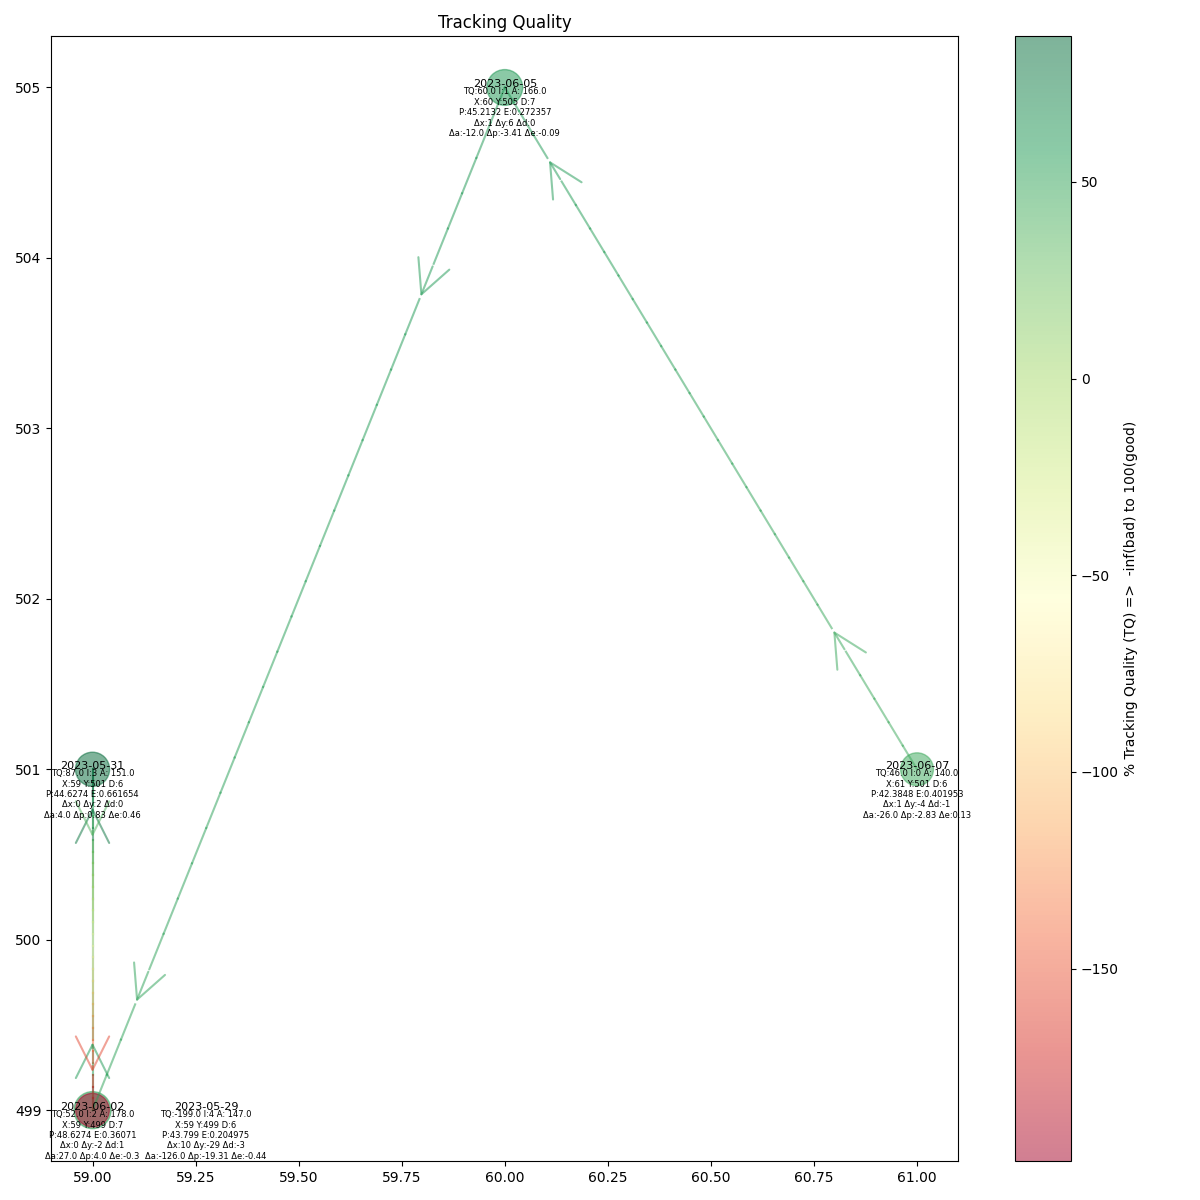 Tracking Quality
505
504
503
502
501
500
499
2023-06-05
TQ:60.0 I:1 A: 166.0
X:60 Y:505 D:7
P:45.2132 E:0.272357
Δx:1 Δy:6 Δd:0
Δa:-12.0 Δp:-3.41 Δe:-0.09
2023-05-31
TQ:87.0 I:3 A: 151.0
X:59 Y:501 D:6
P:44.6274 E:0.661654
Δx:0 Δy:2 Δd:0
Δa:4.0 Δp:0.83 Δe:0.46
2023-06-07
TQ:46.0 I:0 A: 140.0
X:61 Y:501 D:6
P:42.3848 E:0.401953
Δx:1 Δy:-4 Δd:-1
Δa:-26.0 Δp:-2.83 Δe:0.13
2023-06-02
TQ:52.0 I:2 A: 178.0
X:59 Y:499 D:7
P:48.6274 E:0.36071
Δx:0 Δy:-2 Δd:1
Δa:27.0 Δp:4.0 Δe:-0.3
2023-05-29
TQ:-199.0 I:4 A: 147.0
X:59 Y:499 D:6
P:43.799 E:0.204975
Δx:10 Δy:-29 Δd:-3
Δa:-126.0 Δp:-19.31 Δe:-0.44
59.00 59.25 59.50 59.75 60.00 60.25 60.50 60.75 61.00
50
0
−50
−100
−150
% Tracking Quality (TQ) => -inf(bad) to 100(good)